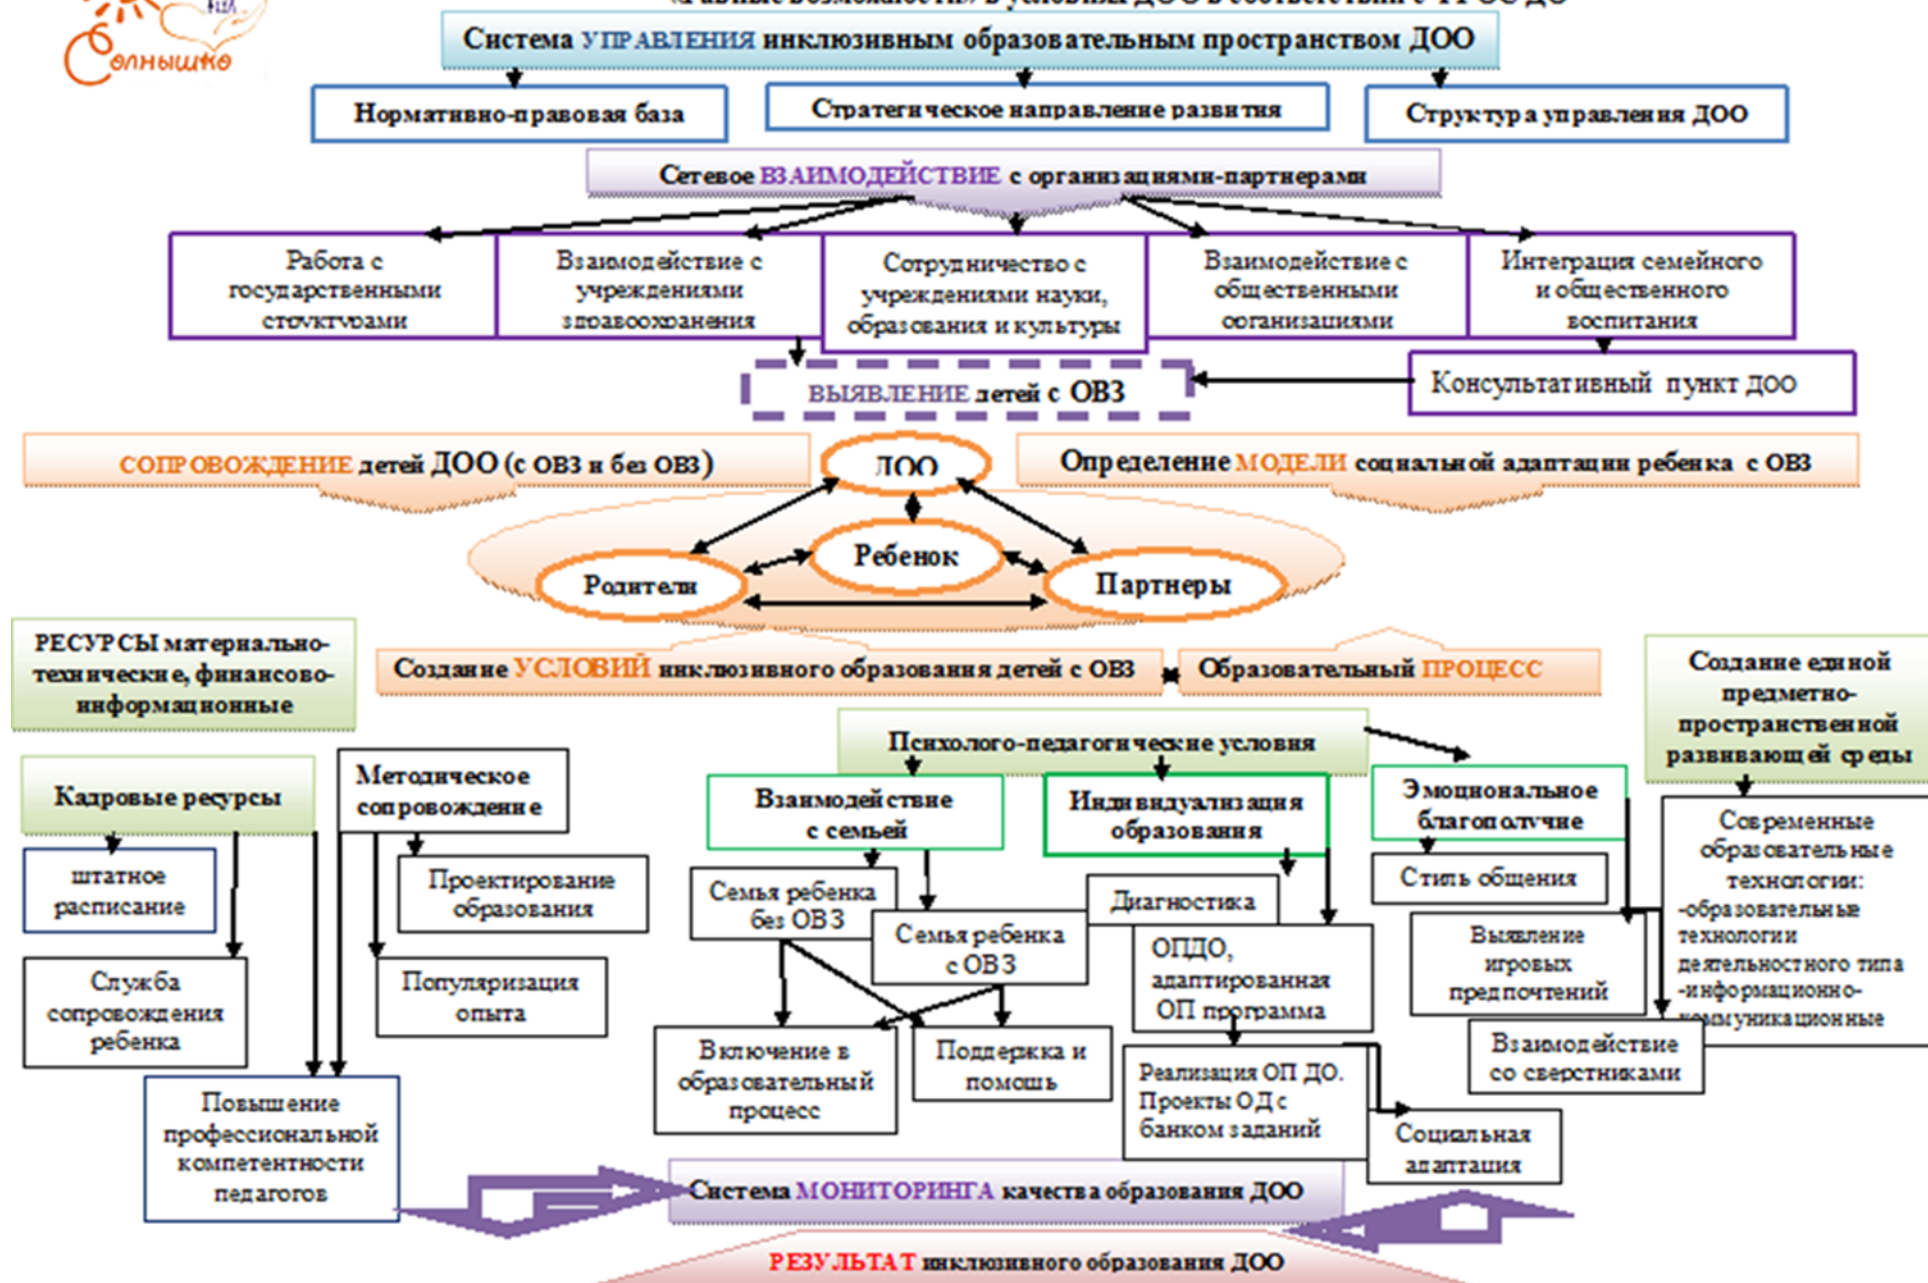 Солнышко
«Равные возможности» в условиях ДОО в соответствии с ФГОС ДО
Система УПРАВЛЕНИЯ инклюзивным образовательным пространством ДОО
Нормативно-правовая база
Стратегическое направление развития
Структура управления ДОО
Сетевое ВЗАИМОДЕЙСТВИЕ с организациями-партнерами
Работа с
государственными
структурами
Взаимодействие с
учреждениями
здравоохранения
Сотрудничество с
учреждениями науки,
образования и культуры
Взаимодействие с
общественными
организациями
Интеграция семейного
и общественного
воспитания
ВЫЯВЛЕНИЕ детей с ОВЗ
Консультативный пункт ДОО
СОПРОВОЖДЕНИЕ детей ДОО (с ОВЗ и без ОВЗ)
ДОО
Определение МОДЕЛИ социальной адаптации ребенка с ОВЗ
Ребенок
Родители
Партнеры
РЕСУРСЫ материально-
технические, финансово-
информационные
Создание УСЛОВИЙ инклюзивного образования детей с ОВЗ
Образовательный ПРОЦЕСС
Создание единой
предметно-
пространственной
развивающей среды
Психолого-педагогические условия
Кадровые ресурсы
Методическое
сопровождение
Взаимодействие
с семьей
Индивидуализация
образования
Эмоциональное
благополучие
Современные
образовательные
технологии:
-образовательные
технологии
деятельностного типа
-информационно-
коммуникационные
штатное
расписание
Проектирование
образования
Семья ребенка
без ОВЗ
Семья ребенка
с ОВЗ
Диагностика
Стиль общения
ОПДО,
адаптированная
ОП программа
Выявление
игровых
предпочтений
Служба
сопровождения
ребенка
Популяризация
опыта
Включение в
образовательный
процесс
Поддержка и
помощь
Реализация ОП ДО.
Проекты ОД с
банком заданий
Взаимодействие
со сверстниками
Социальная
адаптация
Повышение
профессиональной
компетентности
педагогов
Система МОНИТОРИНГА качества образования ДОО
РЕЗУЛЬТАТ инклюзивного образования ДОО